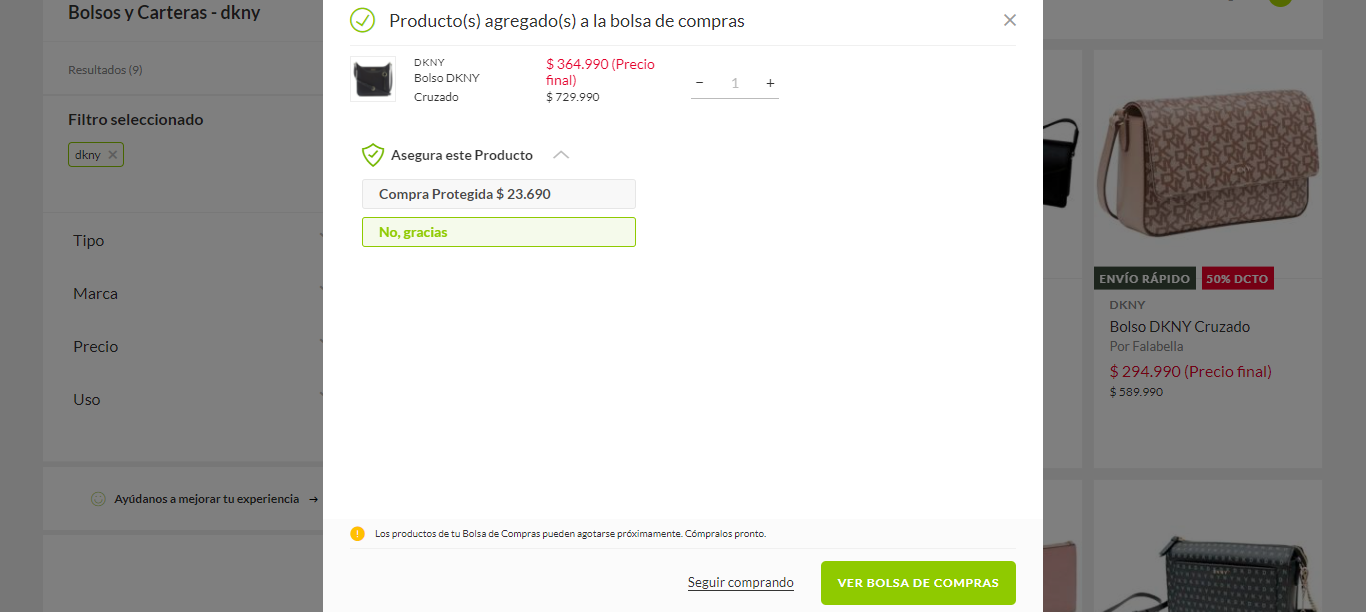 Bolsos y Carteras - dkny
Resultados (9)
Filtro seleccionado
dkny
Tipo
Marca
Precio
Uso
Ayúdanos a mejorar tu experiencia →
Producto(s) agregado(s) a la bolsa de compras
DKNY
Bolso DKNY
Cruzado
$ 364.990 (Precio
final)
$ 729.990
− 1 +
Asegura este Producto
Compra Protegida $ 23.690
No, gracias
Los productos de tu Bolsa de Compras pueden agotarse próximamente. Cómpralos pronto.
Seguir comprando
VER BOLSA DE COMPRAS
ENVÍO RÁPIDO
50% DCTO
DKNY
Bolso DKNY Cruzado
Por Falabella
$ 294.990 (Precio final)
$ 589.990